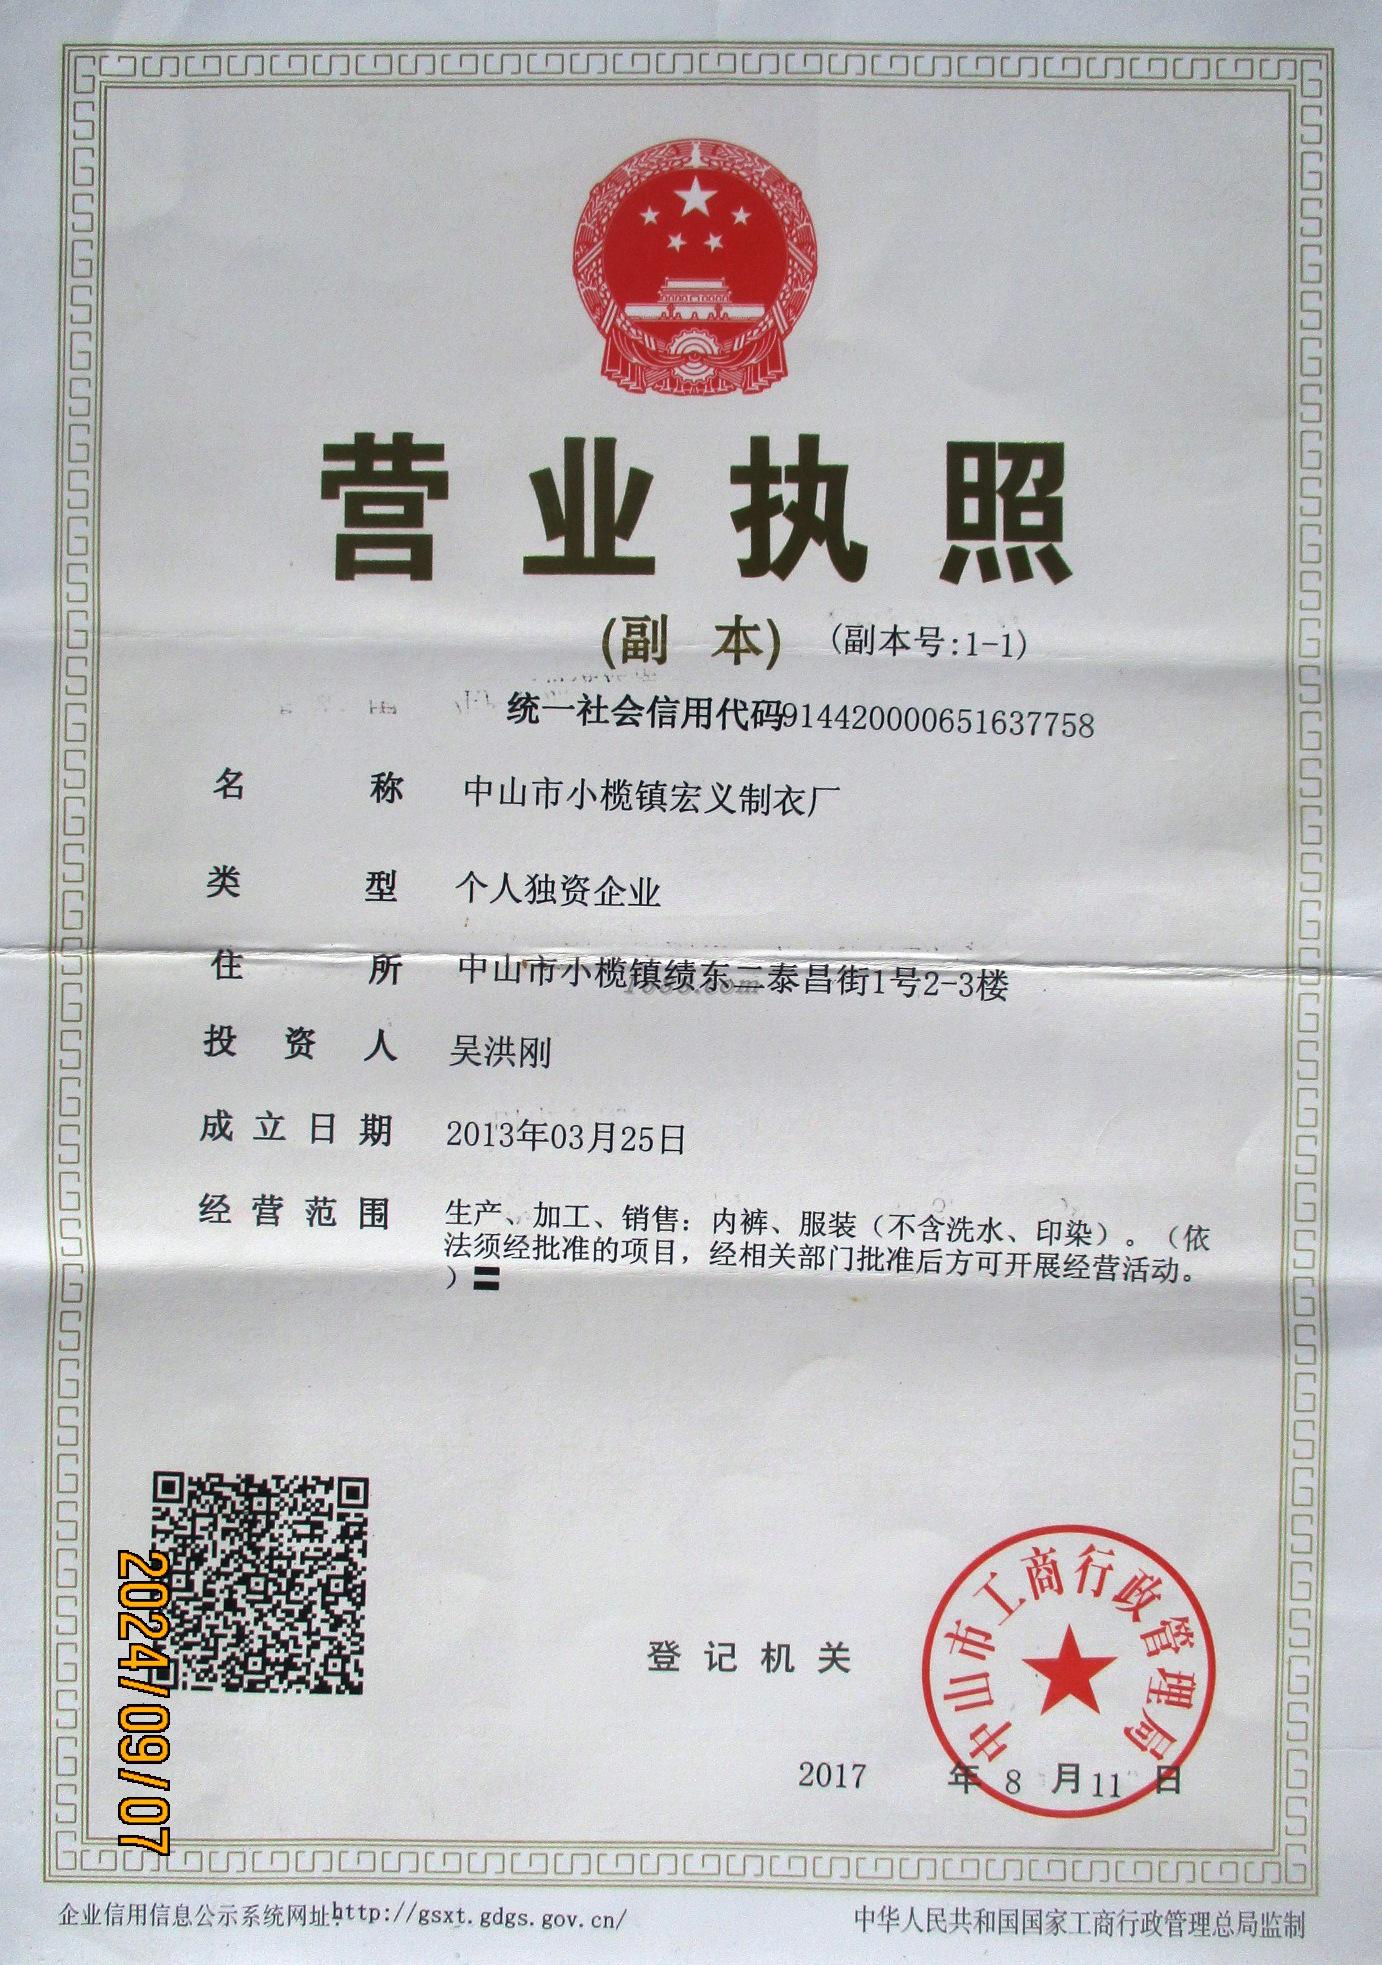 营业执照
(副 本) (副本号:1-1)
统一社会信用代码914420000651637758
名称 中山市小榄镇宏义制衣厂
类型 个人独资企业
住所 中山市小榄镇绩东二泰昌街1号2-3楼
投资人 吴洪刚
成立日期 2013年03月25日
经营范围 生产、加工、销售：内裤、服装（不含洗水、印染）。（依
法须经批准的项目，经相关部门批准后方可开展经营活动。
）〓
登记机关
中山市工商行政管理局
2017 年 8 月 11 日
2024/09/07
企业信用信息公示系统网址:http://gsxt.gdgs.gov.cn/
中华人民共和国国家工商行政管理总局监制